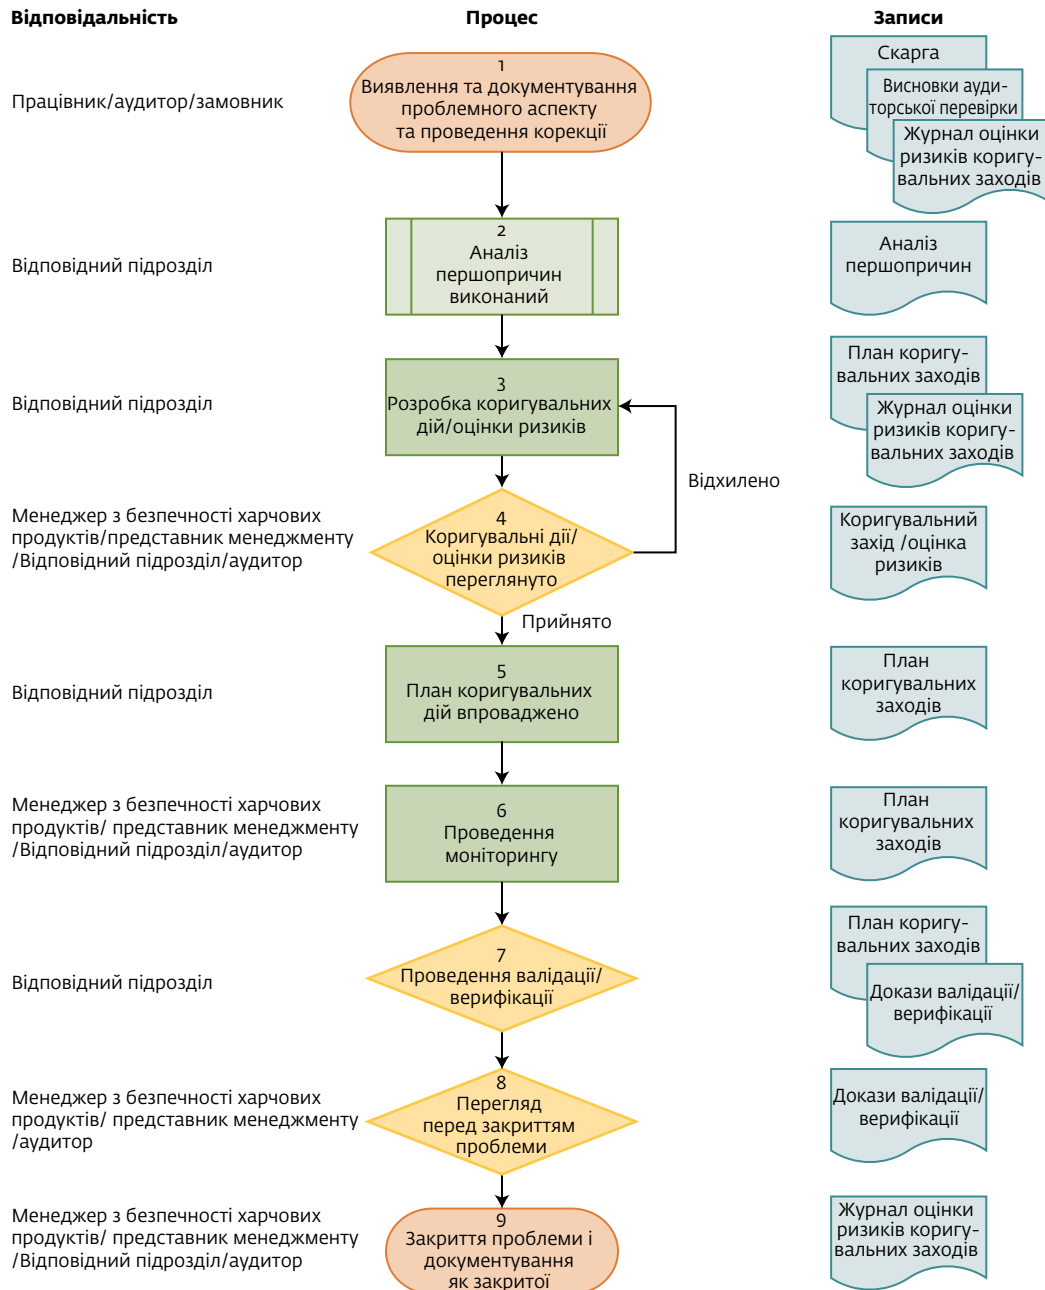 Відповідальність
Процес
Записи
Працівник/аудитор/замовник
1
Виявлення та документування
проблемного аспекту
та проведення корекції
Скарга
Висновки ауди-
торської перевірки
Журнал оцінки
ризиків коригу-
вальних заходів
Відповідний підрозділ
2
Аналіз
першопричин
виконаний
Аналіз
першопричин
Відповідний підрозділ
3
Розробка коригувальних
дій/оцінки ризиків
План коригу-
вальних заходів
Журнал оцінки
ризиків коригу-
вальних заходів
Відхилено
Менеджер з безпечності харчових
продуктів/представник менеджменту
/Відповідний підрозділ/аудитор
4
Коригувальні дії/
оцінки ризиків
переглянуто
Коригувальний
захід /оцінка
ризиків
Прийнято
Відповідний підрозділ
5
План коригувальних
дій впроваджено
План
коригувальних
заходів
Менеджер з безпечності харчових
продуктів/ представник менеджменту
/Відповідний підрозділ/аудитор
6
Проведення
моніторингу
План
коригувальних
заходів
Відповідний підрозділ
7
Проведення валідації/
верифікації
План коригу-
вальних заходів
Докази валідації/
верифікації
Менеджер з безпечності харчових
продуктів/ представник менеджменту
/аудитор
8
Перегляд
перед закриттям
проблеми
Докази валідації/
верифікації
Менеджер з безпечності харчових
продуктів/ представник менеджменту
/Відповідний підрозділ/аудитор
9
Закриття проблеми і
документування
як закритої
Журнал оцінки
ризиків коригу-
вальних заходів